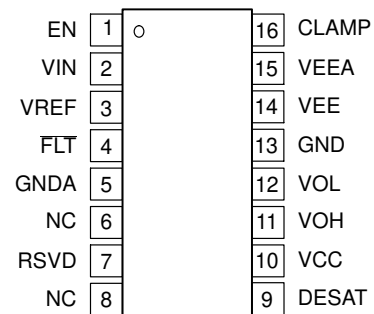 EN 1 16 CLAMP
VIN 2 15 VEEA
VREF 3 14 VEE
FLT 4 13 GND
GNDA 5 12 VOL
NC 6 11 VOH
RSVD 7 10 VCC
NC 8 9 DESAT